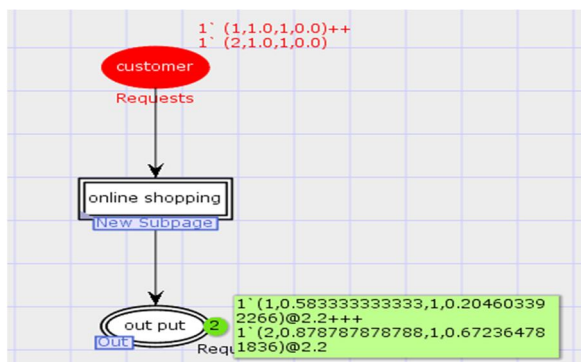 1` (1,1.0,1,0.0)++
1` (2,1.0,1,0.0)
customer
Requests
online shopping
New Subpage
out put
2
Out
Requ
1`(1,0.583333333333,1,0.20460339
2266)@2.2+++
1`(2,0.878787878788,1,0.67236478
1836)@2.2